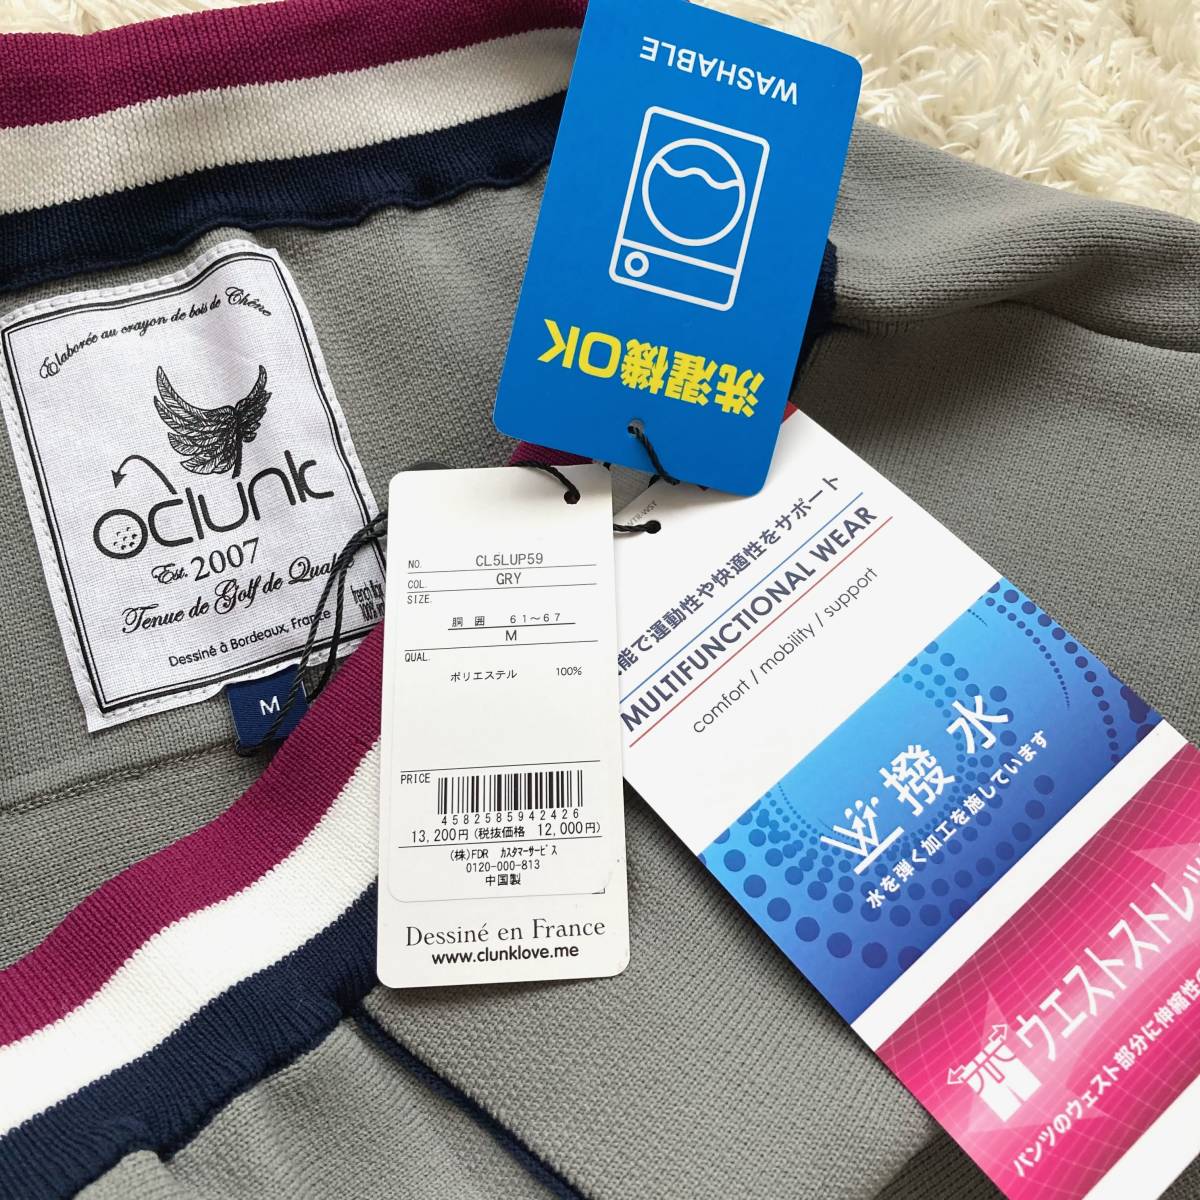 Élaborée au crayon de bois de Chêne
oclunk
Est. 2007
Tenue de Golf de
Dessiné à Bordeaux, France
M
WASHABLE
洗濯機OK
NO. CL5LUP59
COL. GRY
SIZE.
胴囲 61〜67
M
QUAL.
ポリエステル 100%
PRICE
4582585942426
13,200円(税抜価格 12,000円)
(株)FDR カスタマーサービス
0120-000-813
中国製
Dessiné en France
www.clunklove.me
能で運動性や快適性をサポート
MULTIFUNCTIONAL WEAR
comfort / mobility / support
撥水
水を弾く加工を施しています
ウエストストレッ
パンツのウェスト部分に伸縮性